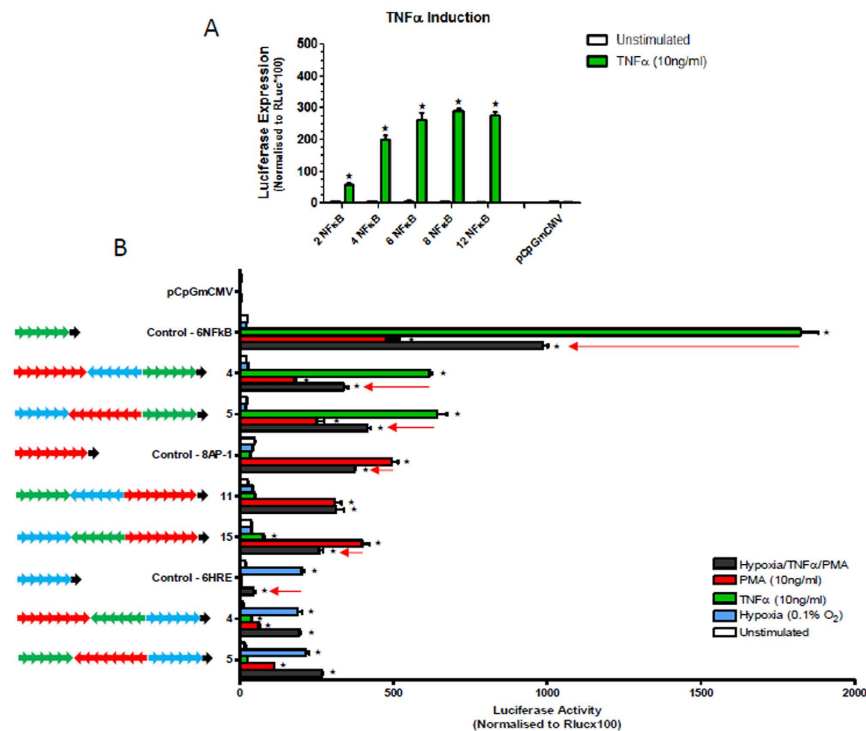 A
TNFα Induction
Unstimulated
TNFα (10ng/ml)
Luciferase Expression
(Normalised to RLuc*100)
500
400
300
200
100
0
2 NFκB
4 NFκB
6 NFκB
8 NFκB
12 NFκB
pCpGmCMV
B
pCpGmCMV
Control - 6NFkB
4
5
Control - 8AP-1
11
15
Control - 6HRE
4
5
Hypoxia/TNFα/PMA
PMA (10ng/ml)
TNFα (10ng/ml)
Hypoxia (0.1% O₂)
Unstimulated
0
500
1000
1500
2000
Luciferase Activity
(Normalised to Rlucx100)